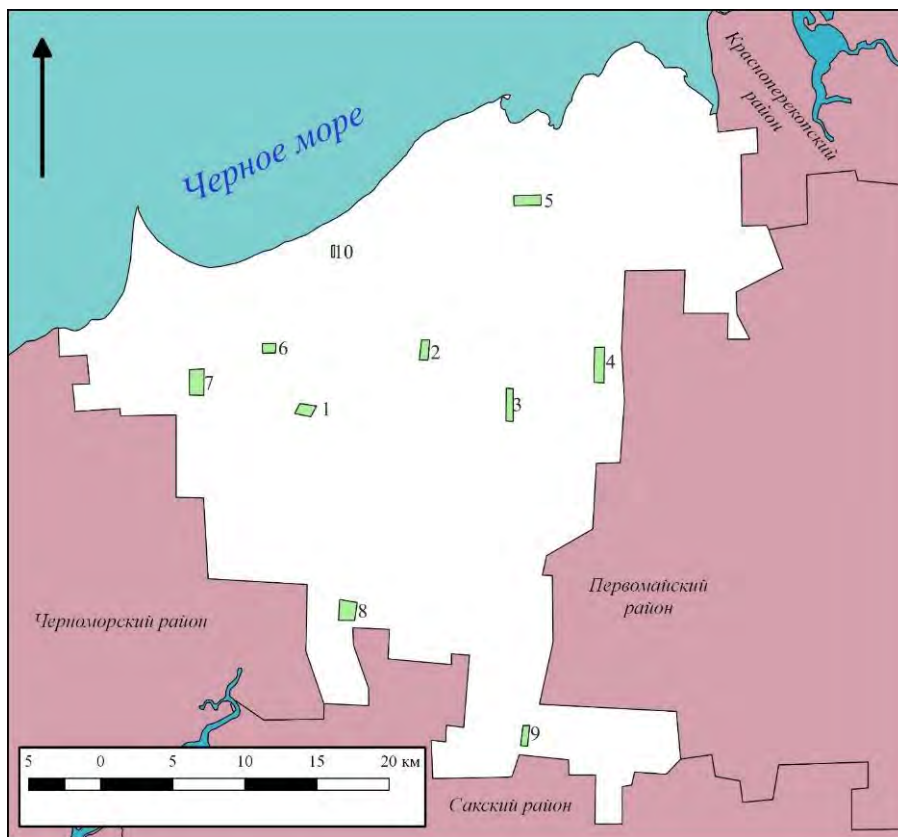 Красноперекопский
район
Черное море
5
10
6
2
4
7
1
3
Первомайский
район
8
Черноморский район
9
5 0 5 10 15 20 км
Сакский район